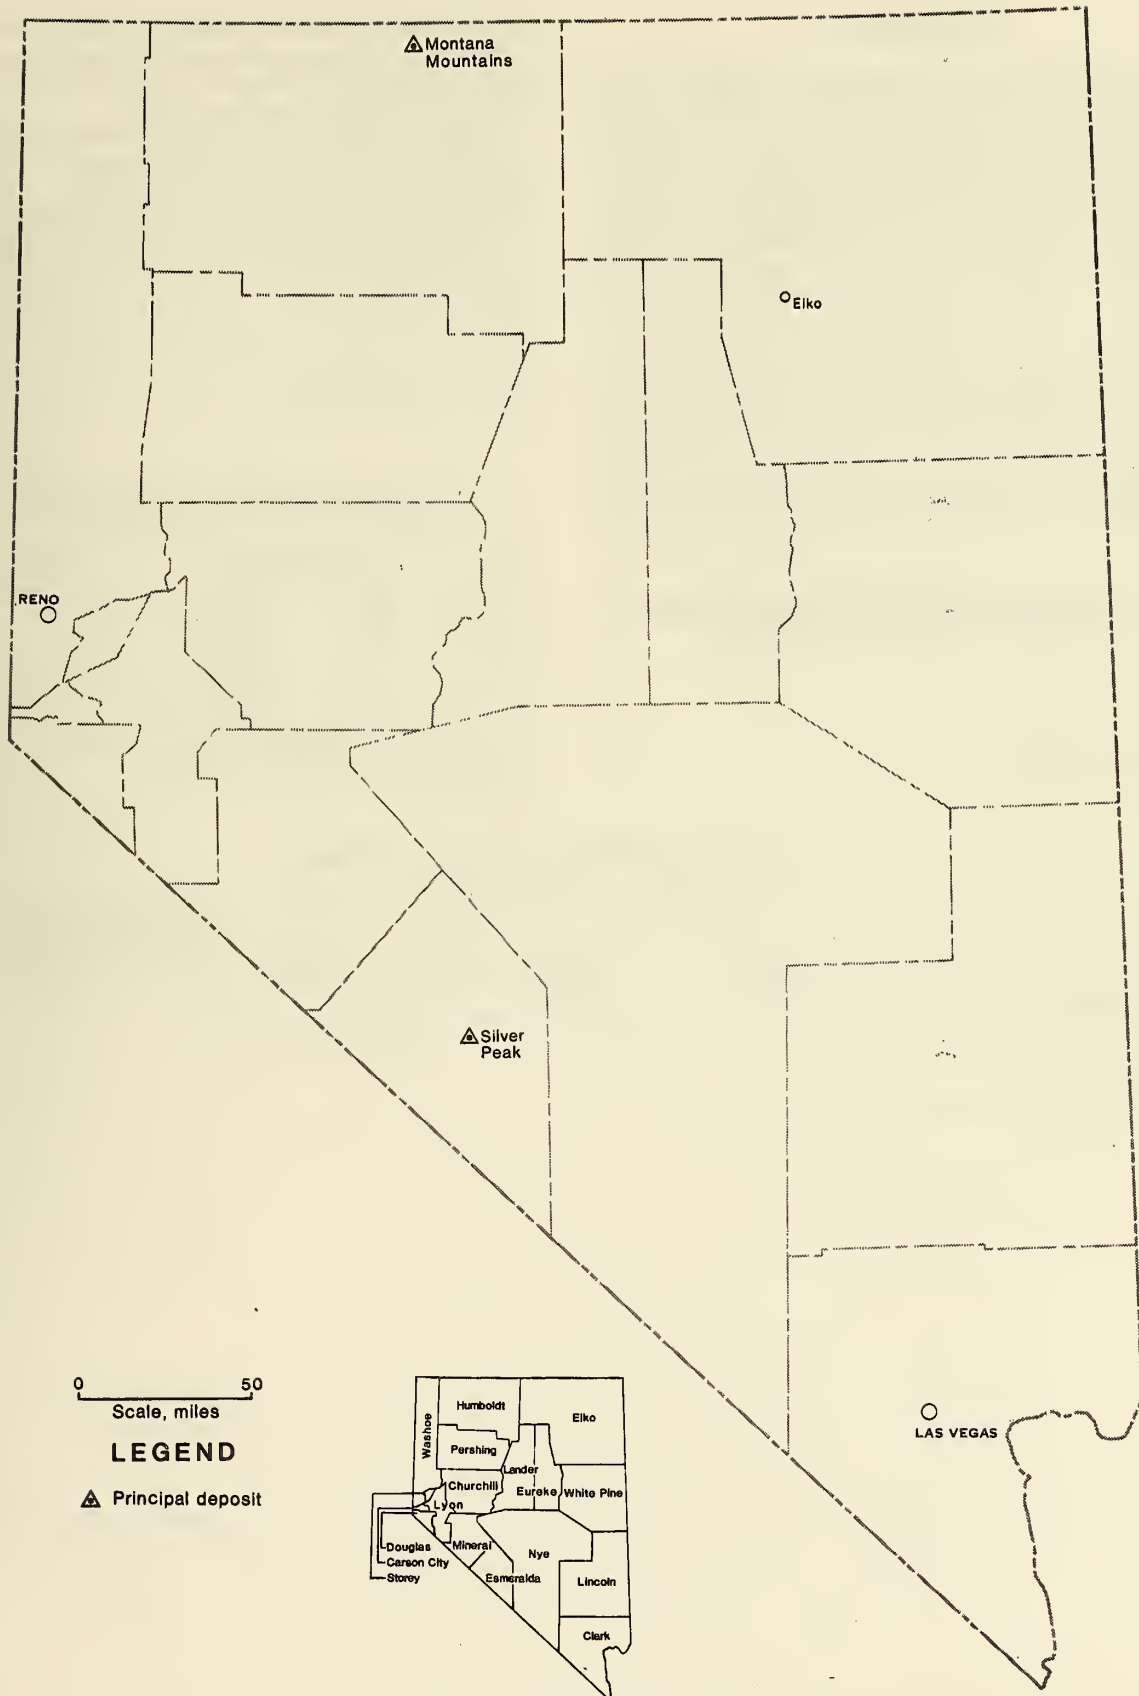 Montana
Mountains
Elko
RENO
Silver
Peak
0 50
Scale, miles
LEGEND
Principal deposit
LAS VEGAS
Humboldt
Elko
Washoe
Pershing
Lander
Churchill
Eureke
White Pine
Lyon
Douglas
Carson City
Storey
Mineral
Nye
Esmeralda
Lincoln
Clark